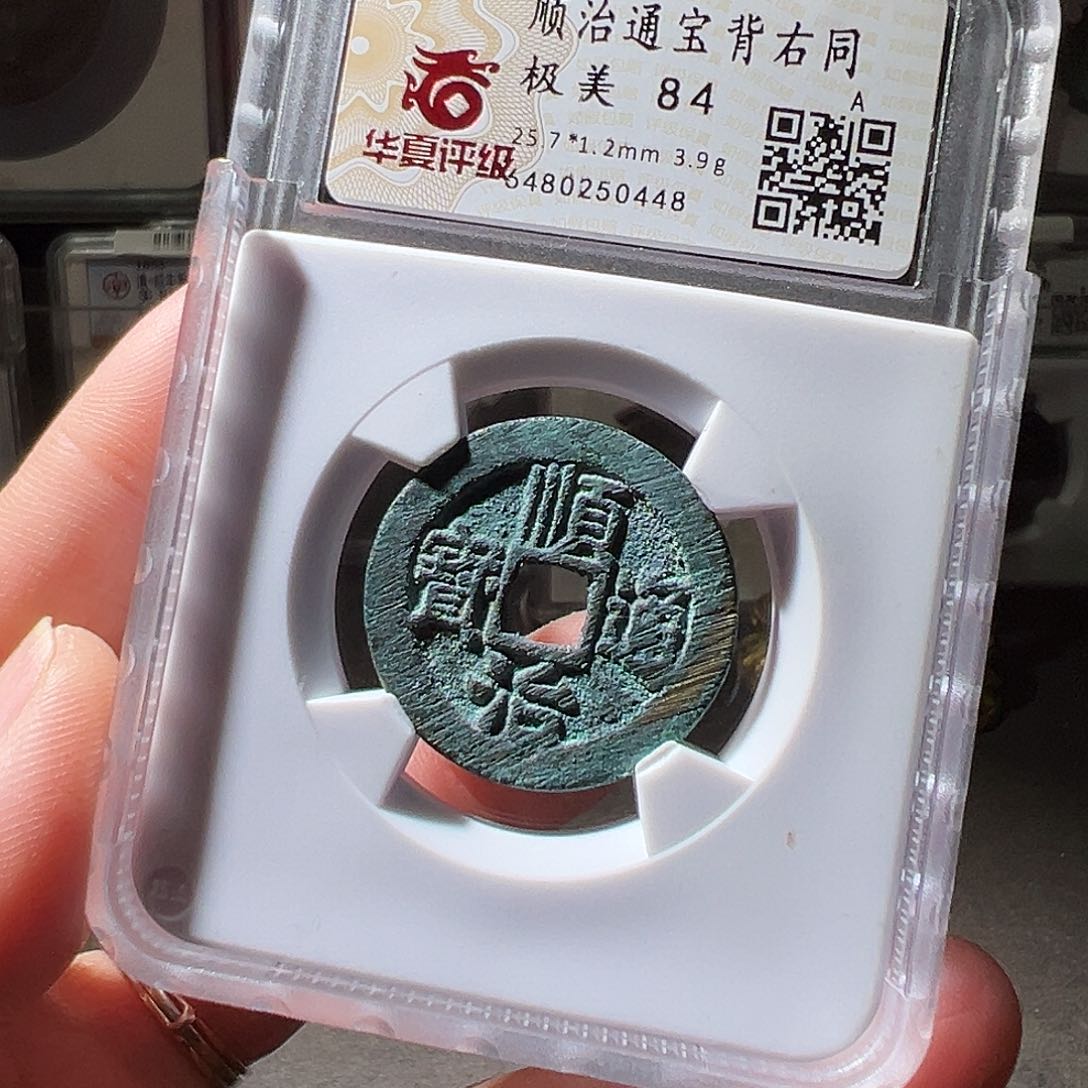 顺治通宝背右同
极美 84
A
华夏评级
25.7*1.2mm 3.9g
6480250448
順治通寶